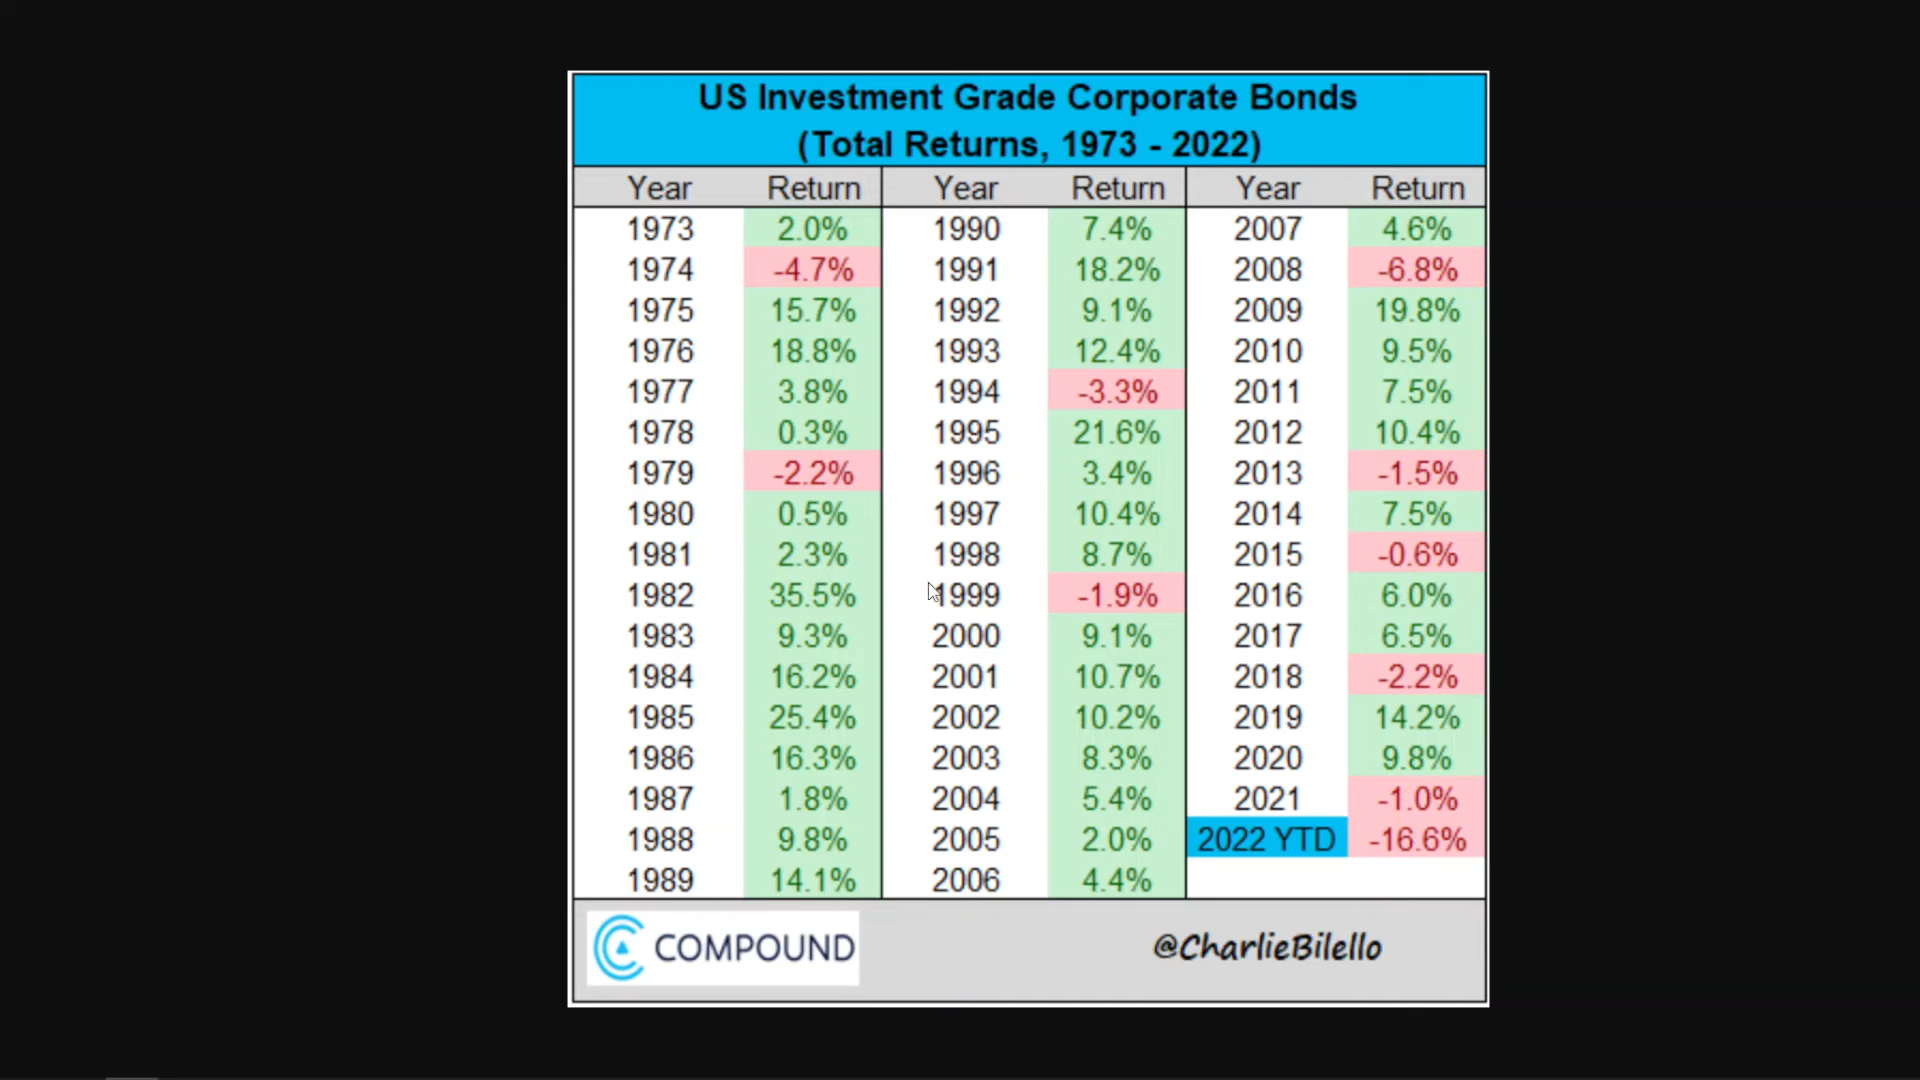 US Investment Grade Corporate Bonds
(Total Returns, 1973 - 2022)
Year Return Year Return Year Return
1973 2.0% 1990 7.4% 2007 4.6%
1974 -4.7% 1991 18.2% 2008 -6.8%
1975 15.7% 1992 9.1% 2009 19.8%
1976 18.8% 1993 12.4% 2010 9.5%
1977 3.8% 1994 -3.3% 2011 7.5%
1978 0.3% 1995 21.6% 2012 10.4%
1979 -2.2% 1996 3.4% 2013 -1.5%
1980 0.5% 1997 10.4% 2014 7.5%
1981 2.3% 1998 8.7% 2015 -0.6%
1982 35.5% 1999 -1.9% 2016 6.0%
1983 9.3% 2000 9.1% 2017 6.5%
1984 16.2% 2001 10.7% 2018 -2.2%
1985 25.4% 2002 10.2% 2019 14.2%
1986 16.3% 2003 8.3% 2020 9.8%
1987 1.8% 2004 5.4% 2021 -1.0%
1988 9.8% 2005 2.0% 2022 YTD -16.6%
1989 14.1% 2006 4.4%
COMPOUND @CharlieBilello